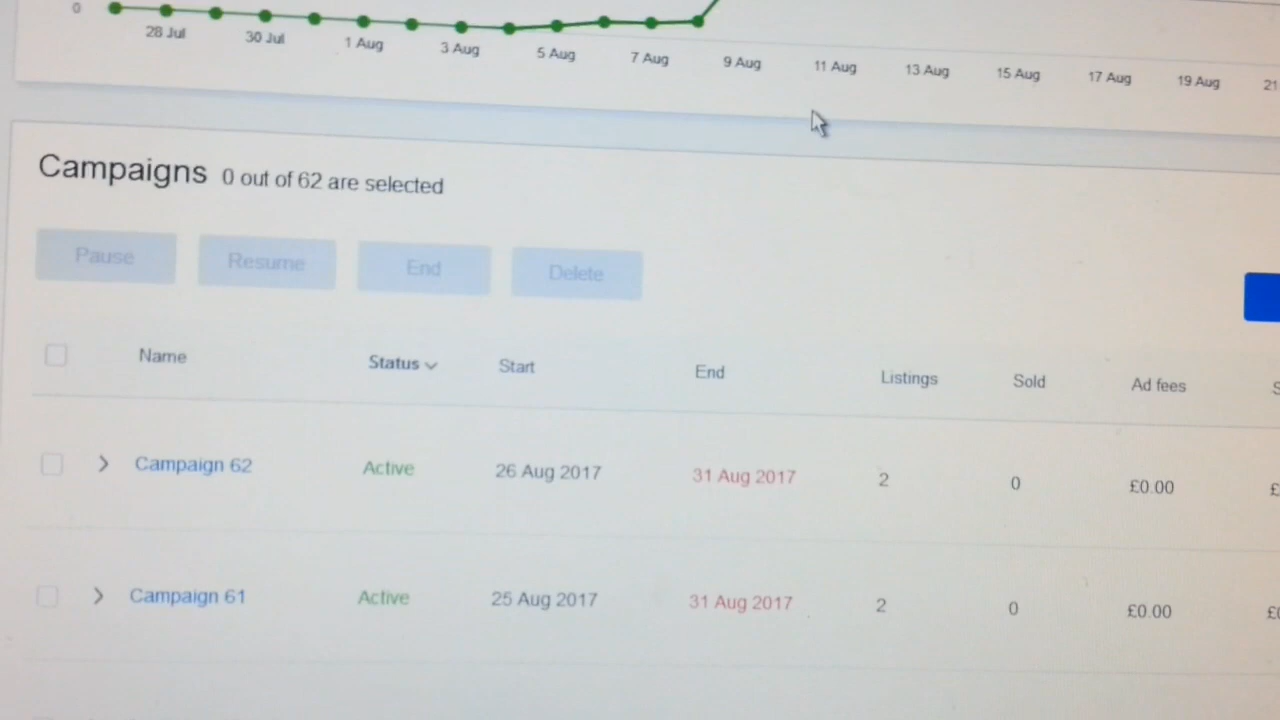 0
28 Jul 30 Jul 1 Aug 3 Aug 5 Aug 7 Aug 9 Aug 11 Aug 13 Aug 15 Aug 17 Aug 19 Aug 21
Campaigns 0 out of 62 are selected
Pause Resume End Delete
Name Status Start End Listings Sold Ad fees S
Campaign 62 Active 26 Aug 2017 31 Aug 2017 2 0 £0.00 £
Campaign 61 Active 25 Aug 2017 31 Aug 2017 2 0 £0.00 £0